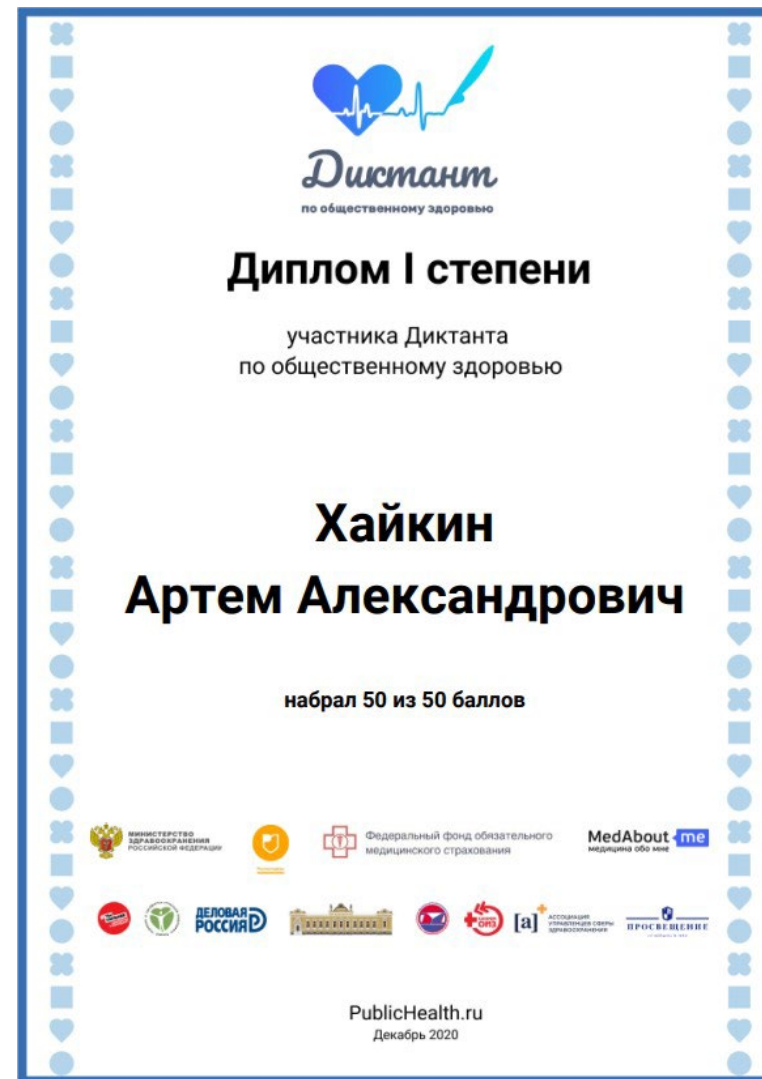 Диктант
по общественному здоровью
Диплом I степени
участника Диктанта
по общественному здоровью
Хайкин
Артем Александрович
набрал 50 из 50 баллов
МИНИСТЕРСТВО
ЗДРАВООХРАНЕНИЯ
РОССИЙСКОЙ ФЕДЕРАЦИИ
Федеральный фонд обязательного
медицинского страхования
MedAbout me
медицина обо мне
ДЕЛОВАЯ
РОССИЯ
[a]+
АССОЦИАЦИЯ
УПРАВЛЕНЦЕВ СФЕРЫ
ЗДРАВООХРАНЕНИЯ
ПРОСВЕЩЕНИЕ
PublicHealth.ru
Декабрь 2020